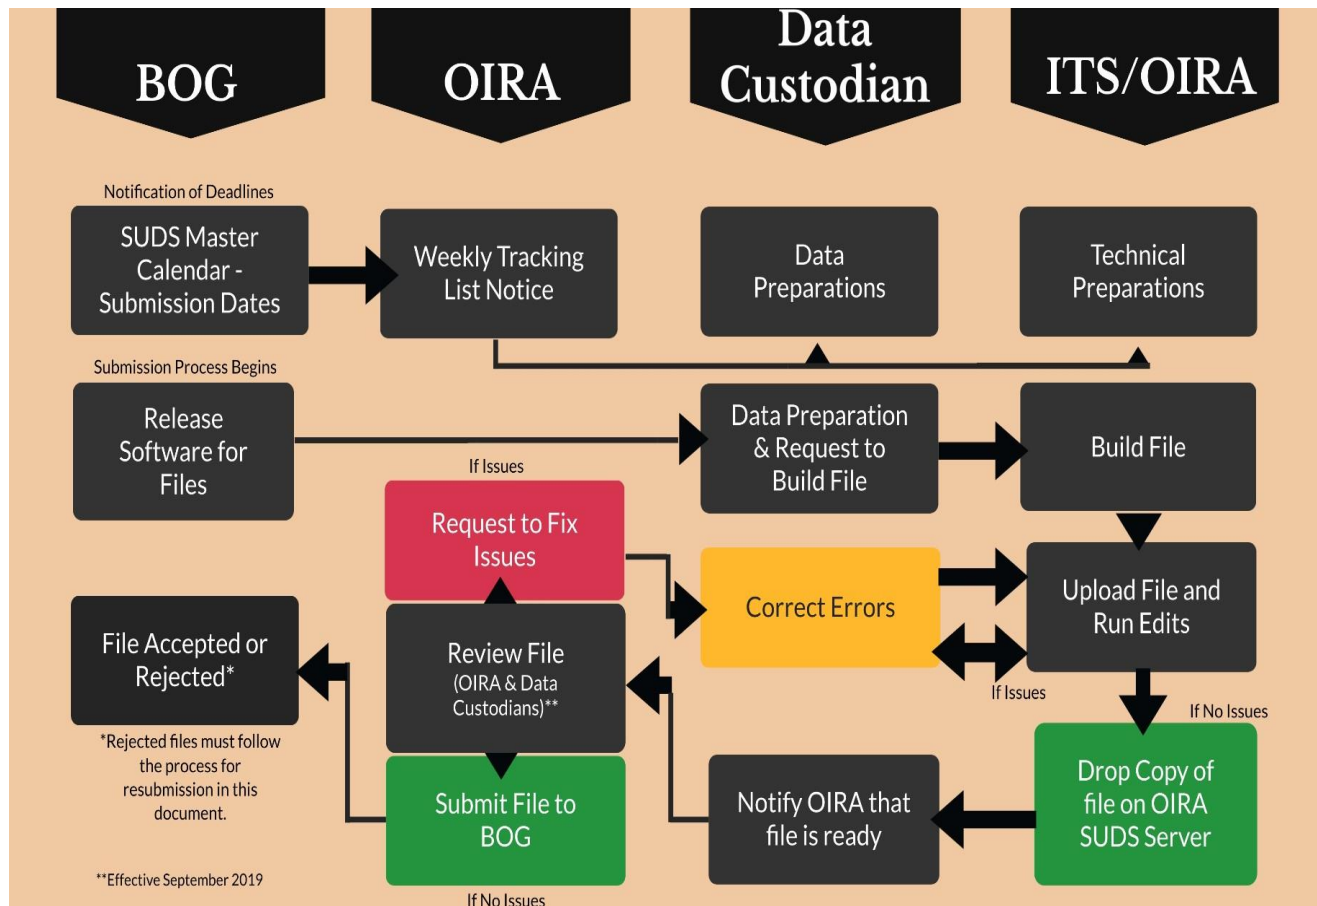 BOG
OIRA
Data
Custodian
ITS/OIRA
Notification of Deadlines
SUDS Master
Calendar -
Submission Dates
Weekly Tracking
List Notice
Data
Preparations
Technical
Preparations
Submission Process Begins
Release
Software for
Files
Data Preparation
& Request to
Build File
Build File
If Issues
Request to Fix
Issues
Correct Errors
Upload File and
Run Edits
If Issues
File Accepted or
Rejected*
Review File
(OIRA & Data
Custodians)**
If No Issues
*Rejected files must follow
the process for
resubmission in this
document.
Submit File to
BOG
Notify OIRA that
file is ready
Drop Copy of
file on OIRA
SUDS Server
**Effective September 2019
If No Issues